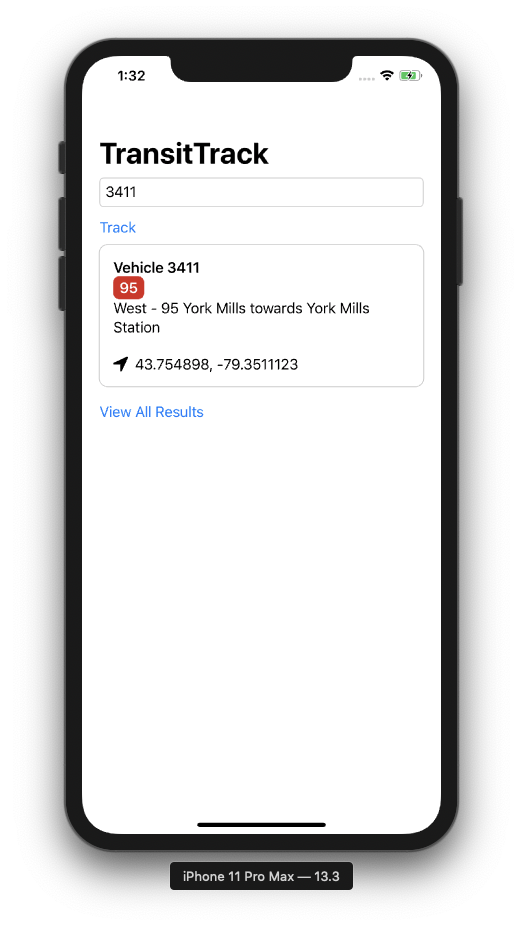 1:32
TransitTrack
3411
Track
Vehicle 3411
95
West - 95 York Mills towards York Mills
Station
43.754898, -79.3511123
View All Results
iPhone 11 Pro Max — 13.3